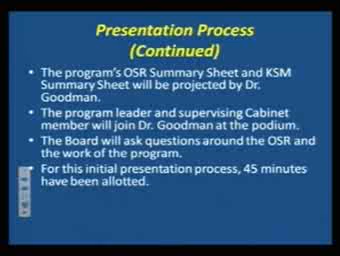 Presentation Process
(Continued)
• The program's OSR Summary Sheet and KSM
Summary Sheet will be projected by Dr.
Goodman.
• The program leader and supervising Cabinet
member will join Dr. Goodman at the podium.
• The Board will ask questions around the OSR and
the work of the program.
• For this initial presentation process, 45 minutes
have been allotted.